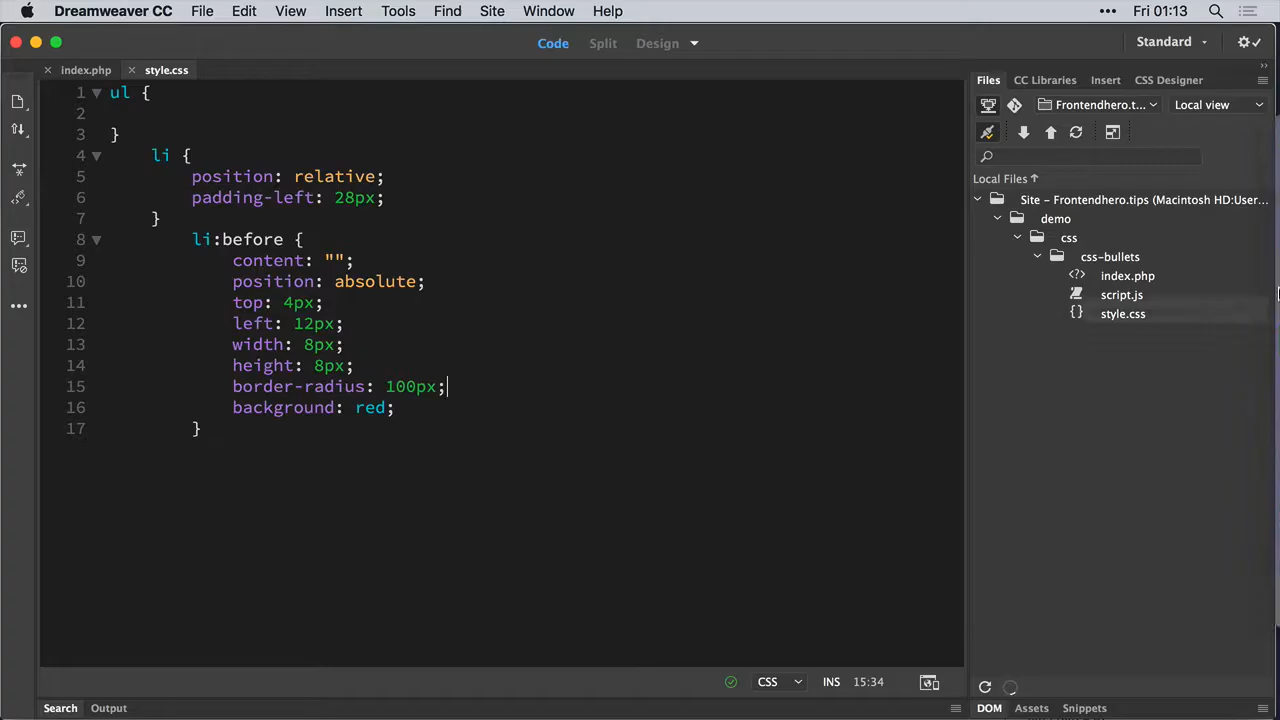 Dreamweaver CC File Edit View Insert Tools Find Site Window Help ••• Fri 01:13
Code Split Design Standard
index.php style.css
Files CC Libraries Insert CSS Designer
Frontendhero.t... Local view
Local Files
Site – Frontendhero.tips (Macintosh HD:User...
demo
css
css-bullets
index.php
script.js
style.css
1 ul {
2
3 }
4 li {
5 position: relative;
6 padding-left: 28px;
7 }
8 li:before {
9 content: "";
10 position: absolute;
11 top: 4px;
12 left: 12px;
13 width: 8px;
14 height: 8px;
15 border-radius: 100px;
16 background: red;
17 }
CSS INS 15:34
Search Output DOM Assets Snippets